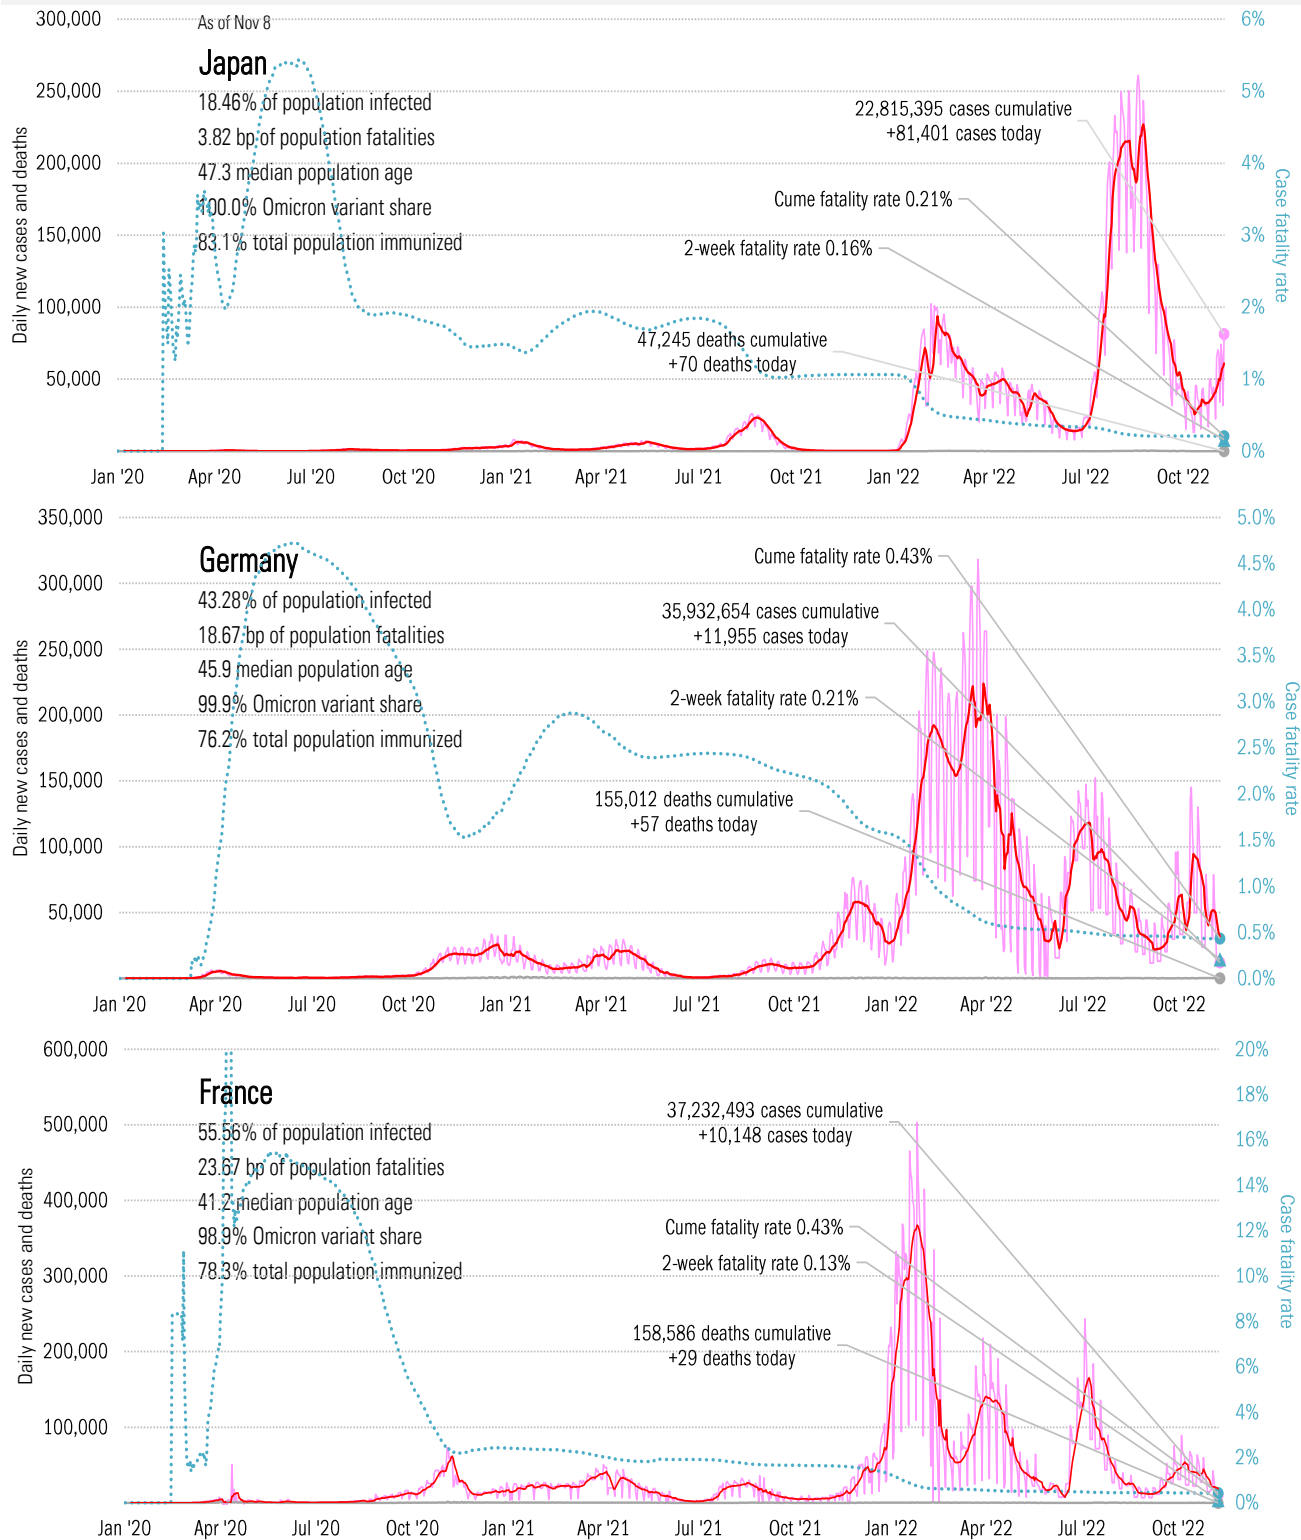 As of Nov 8
Japan
18.46% of population infected
3.82 bp of population fatalities
47.3 median population age
100.0% Omicron variant share
83.1% total population immunized
Daily new cases and deaths
300,000
250,000
200,000
150,000
100,000
50,000
22,815,395 cases cumulative
+81,401 cases today
Cume fatality rate 0.21%
2-week fatality rate 0.16%
47,245 deaths cumulative
+70 deaths today
6%
5%
4%
3%
2%
1%
0%
Case fatality rate
Jan '20 Apr '20 Jul '20 Oct '20 Jan '21 Apr '21 Jul '21 Oct '21 Jan '22 Apr '22 Jul '22 Oct '22
Germany
43.28% of population infected
18.67 bp of population fatalities
45.9 median population age
99.9% Omicron variant share
76.2% total population immunized
Daily new cases and deaths
350,000
300,000
250,000
200,000
150,000
100,000
50,000
Cume fatality rate 0.43%
35,932,654 cases cumulative
+11,955 cases today
2-week fatality rate 0.21%
155,012 deaths cumulative
+57 deaths today
5.0%
4.5%
4.0%
3.5%
3.0%
2.5%
2.0%
1.5%
1.0%
0.5%
0.0%
Case fatality rate
Jan '20 Apr '20 Jul '20 Oct '20 Jan '21 Apr '21 Jul '21 Oct '21 Jan '22 Apr '22 Jul '22 Oct '22
France
55.56% of population infected
23.67 bp of population fatalities
41.2 median population age
98.9% Omicron variant share
78.3% total population immunized
Daily new cases and deaths
600,000
500,000
400,000
300,000
200,000
100,000
37,232,493 cases cumulative
+10,148 cases today
Cume fatality rate 0.43%
2-week fatality rate 0.13%
158,586 deaths cumulative
+29 deaths today
20%
18%
16%
14%
12%
10%
8%
6%
4%
2%
0%
Case fatality rate
Jan '20 Apr '20 Jul '20 Oct '20 Jan '21 Apr '21 Jul '21 Oct '21 Jan '22 Apr '22 Jul '22 Oct '22